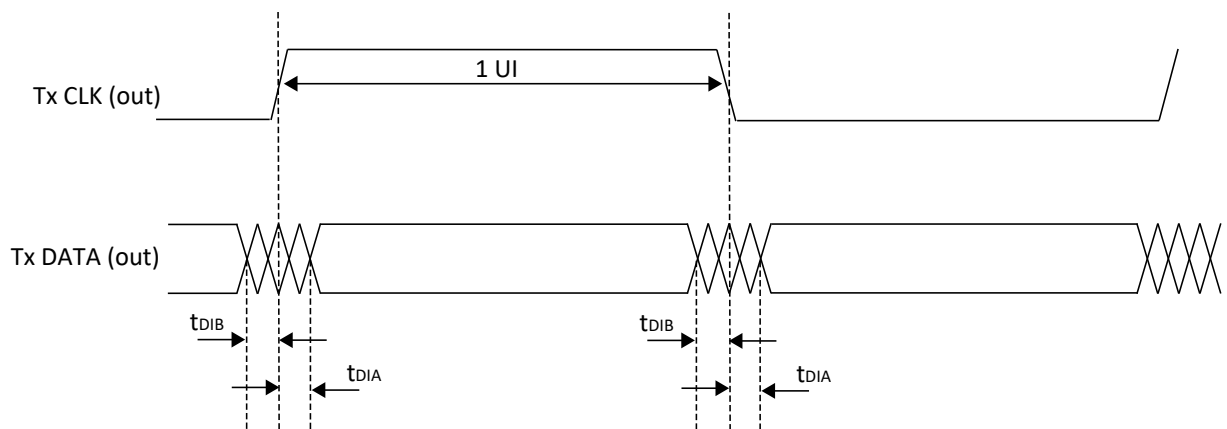 1 UI
Tx CLK (out)
Tx DATA (out)
tDIB
tDIB
tDIA
tDIA